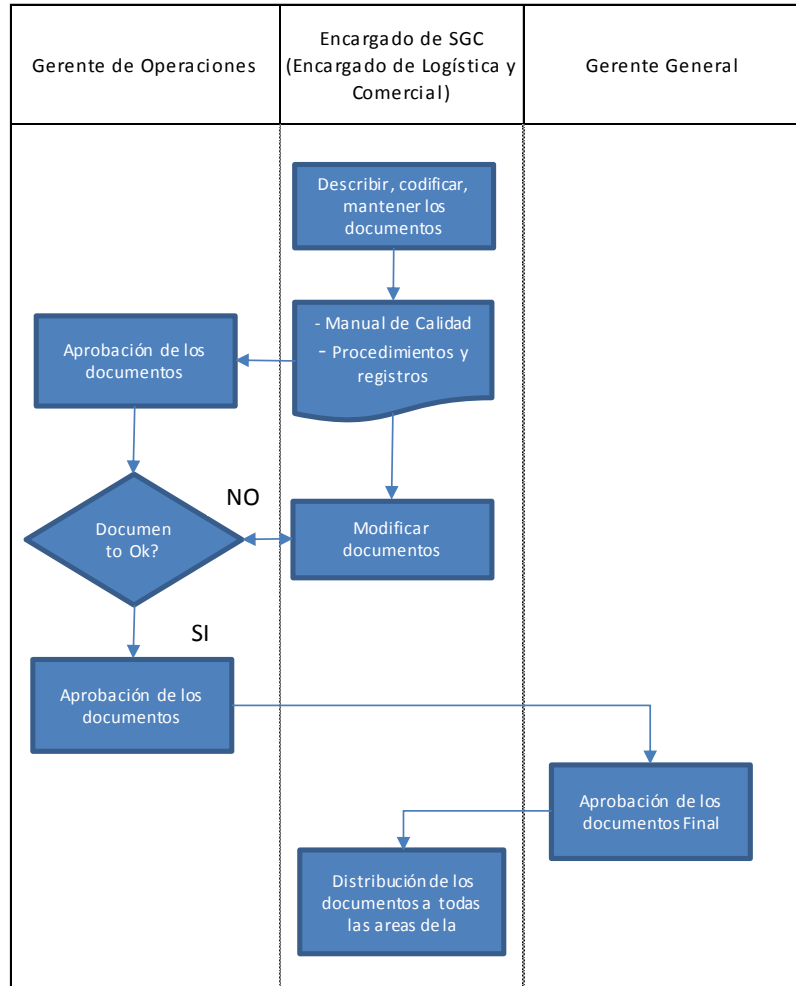 Gerente de Operaciones
Encargado de SGC
(Encargado de Logística y
Comercial)
Gerente General
Describir, codificar,
mantener los
documentos
- Manual de Calidad
- Procedimientos y
registros
Aprobación de los
documentos
Documen
to Ok?
NO
Modificar
documentos
SI
Aprobación de los
documentos
Aprobación de los
documentos Final
Distribución de los
documentos a todas
las areas de la